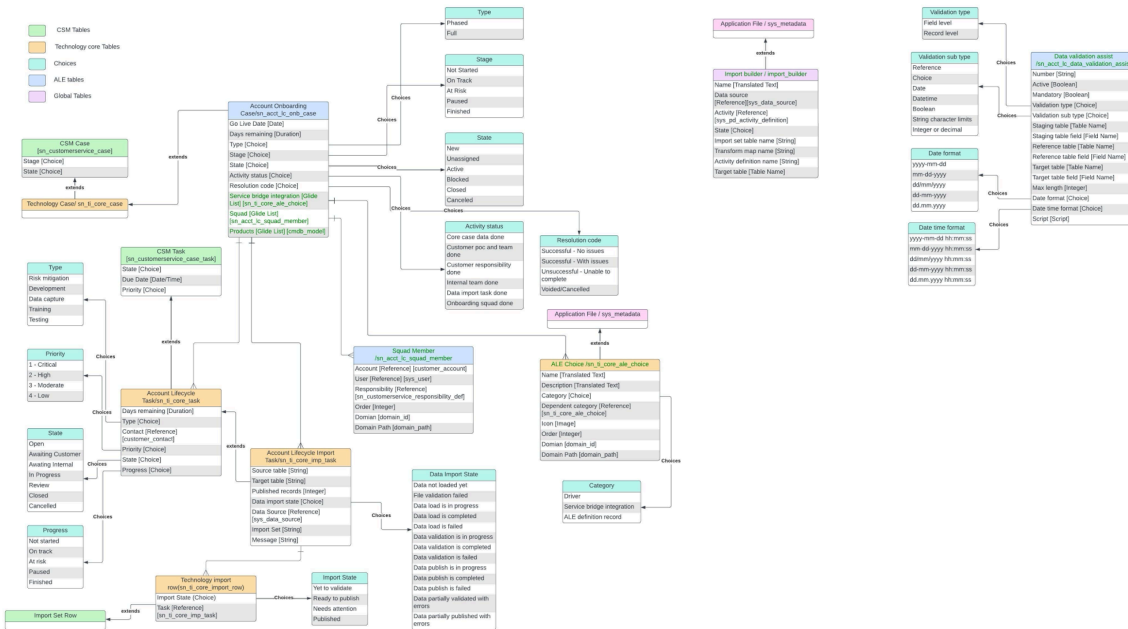 CSM Tables
Technology core Tables
Choices
ALE tables
Global Tables
CSM Case
[sn_customerservice_case]
Stage [Choice]
State [Choice]
extends
Technology Case/ sn_ti_core_case
extends
Account Onboarding
Case/sn_acct_lc_onb_case
Go Live Date [Date]
Days remaining [Duration]
Type [Choice]
Stage [Choice]
State [Choice]
Activity status [Choice]
Resolution code [Choice]
Service bridge integration [Glide
List] [sn_ti_core_ale_choice]
Squad [Glide List]
[sn_acct_lc_squad_member]
Products [Glide List] [cmdb_model]
Choices
Choices
Choices
Choices
Choices
Type
Phased
Full
Stage
Not Started
On Track
At Risk
Paused
Finished
State
New
Unassigned
Active
Blocked
Closed
Canceled
Activity status
Core case data done
Customer poc and team
done
Customer responsibility
done
Internal team done
Data import task done
Onboarding squad done
Resolution code
Successful - No issues
Successful - With issues
Unsuccessful - Unable to
complete
Voided/Cancelled
CSM Task
[sn_customerservice_case_task]
State [Choice]
Due Date [Date/Time]
Priority [Choice]
extends
Type
Risk mitigation
Development
Data capture
Training
Testing
Choices
Priority
1 - Critical
2 - High
3 - Moderate
4 - Low
Choices
State
Open
Awaiting Customer
Awaiting Internal
In Progress
Review
Closed
Cancelled
Choices
Progress
Not started
On track
At risk
Paused
Finished
Choices
Account Lifecycle
Task/sn_ti_core_task
Days remaining [Duration]
Type [Choice]
Contact [Reference]
[customer_contact]
Priority [Choice]
State [Choice]
Progress [Choice]
extends
Squad Member
/sn_acct_lc_squad_member
Account [Reference] [customer_account]
User [Reference] [sys_user]
Responsibility [Reference]
[sn_customerservice_responsibility_def]
Order [Integer]
Domian [domain_id]
Domain Path [domain_path]
Account Lifecycle Import
Task/sn_ti_core_imp_task
Source table [String]
Target table [String]
Published records [Integer]
Data import state [Choice]
Data Source [Reference]
[sys_data_source]
Import Set [String]
Message [String]
Choices
Data Import State
Data not loaded yet
File validation failed
Data load is in progress
Data load is completed
Data load is failed
Data validation is in progress
Data validation is completed
Data validation is failed
Data publish is in progress
Data publish is completed
Data publish is failed
Data partially validated with
errors
Data partially published with
errors
Technology import
row(sn_ti_core_import_row)
Import State (Choice)
Task [Reference]
[sn_ti_core_imp_task]
Choices
Import State
Yet to validate
Ready to publish
Needs attention
Published
extends
Import Set Row
Application File / sys_metadata
extends
ALE Choice /sn_ti_core_ale_choice
Name [Translated Text]
Description [Translated Text]
Category [Choice]
Dependent category [Reference]
[sn_ti_core_ale_choice]
Icon [Image]
Order [Integer]
Domian [domain_id]
Domain Path [domain_path]
Choices
Category
Driver
Service bridge integration
ALE definition record
Application File / sys_metadata
extends
Import builder / import_builder
Name [Translated Text]
Data source
[Reference][sys_data_source]
Activity [Reference]
[sys_pd_activity_definition]
State [Choice]
Import set table name [String]
Transform map name [String]
Activity definition name [String]
Target table [Table Name]
Validation type
Field level
Record level
Choices
Validation sub type
Reference
Choice
Date
Datetime
Boolean
String character limits
Integer or decimal
Choices
Date format
yyyy-mm-dd
mm-dd-yyyy
dd/mm/yyyy
dd-mm-yyyy
dd.mm.yyyy
Choices
Date time format
yyyy-mm-dd hh:mm:ss
mm-dd-yyyy hh:mm:ss
dd/mm/yyyy hh:mm:ss
dd-mm-yyyy hh:mm:ss
dd.mm.yyyy hh:mm:ss
Choices
Data validation assist
/sn_acct_lc_data_validation_assist
Number [String]
Active [Boolean]
Mandatory [Boolean]
Validation type [Choice]
Validation sub type [Choice]
Staging table [Table Name]
Staging table field [Field Name]
Reference table [Table Name]
Reference table field [Field Name]
Target table [Table Name]
Target table field [Field Name]
Max length [Integer]
Date format [Choice]
Date time format [Choice]
Script [Script]